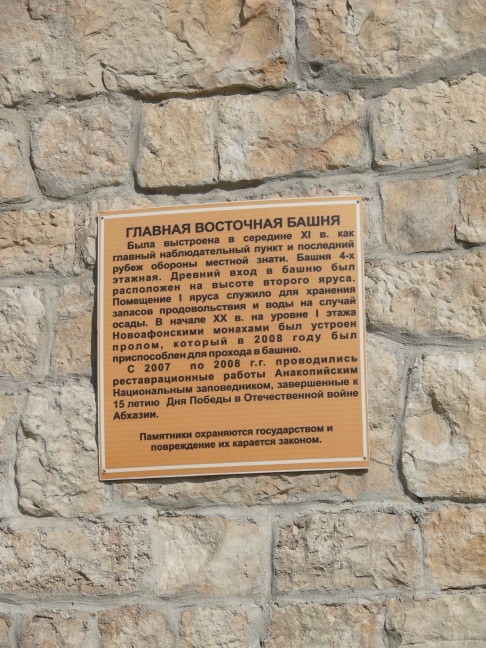 ГЛАВНАЯ ВОСТОЧНАЯ БАШНЯ
Была выстроена в середине XI в. как
главный наблюдательный пункт и последний
рубеж обороны местной знати. Башня 4-х
этажная. Древний вход в башню был
расположен на высоте второго яруса.
Помещение I яруса служило для хранения
запасов продовольствия и воды на случай
осады. В начале XX в. на уровне I этажа
Новоафонскими монахами был устроен
пролом, который в 2008 году был
приспособлен для прохода в башню.
С 2007 по 2008 г.г. проводились
реставрационные работы Анакопийским
Национальным заповедником, завершенные к
15 летию Дня Победы в Отечественной войне
Абхазии.
Памятники охраняются государством и
повреждение их карается законом.